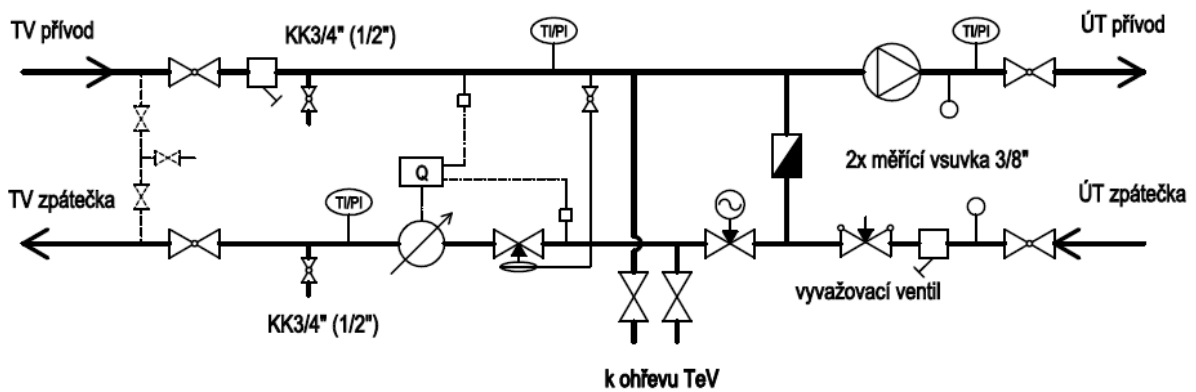 TV přívod
KK3/4" (1/2")
TI/PI
TI/PI
ÚT přívod
2x měřící vsuvka 3/8"
Q
TV zpátečka
TI/PI
ÚT zpátečka
vyvažovací ventil
KK3/4" (1/2")
k ohřevu TeV